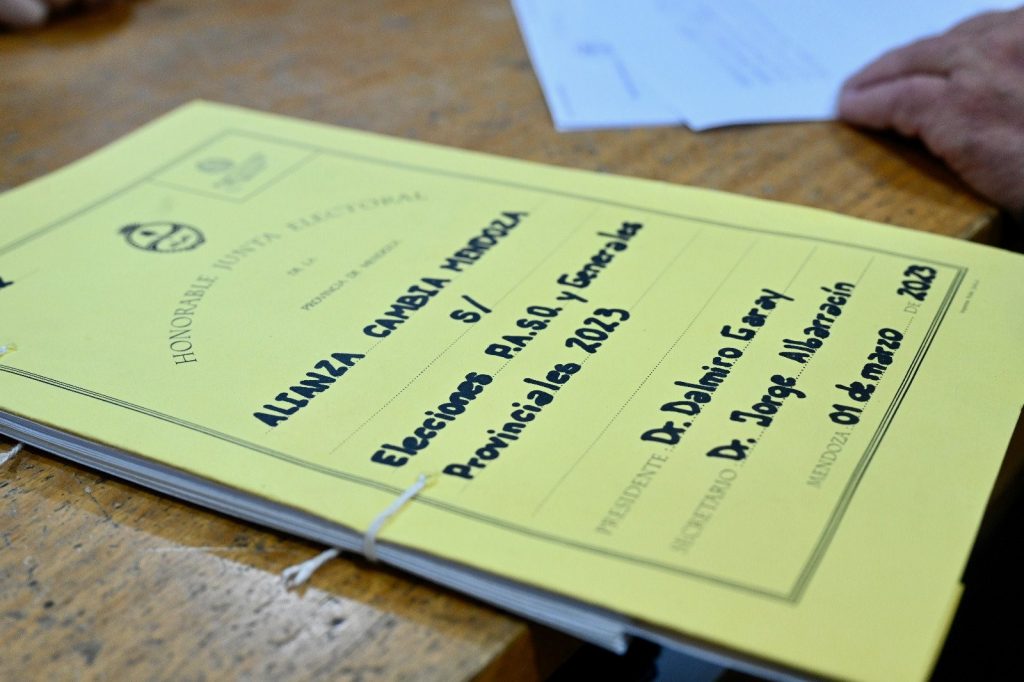 HONORABLE JUNTA ELECTORAL
DE LA
PROVINCIA DE MENDOZA
ALIANZA CAMBIA MENDOZA
S/
Elecciones P.A.S.O. y Generales
Provinciales 2023
PRESIDENTE: Dr. Dalmiro Garay
SECRETARIO: Dr. Jorge Albarracín
MENDOZA: 01 de marzo DE 2023